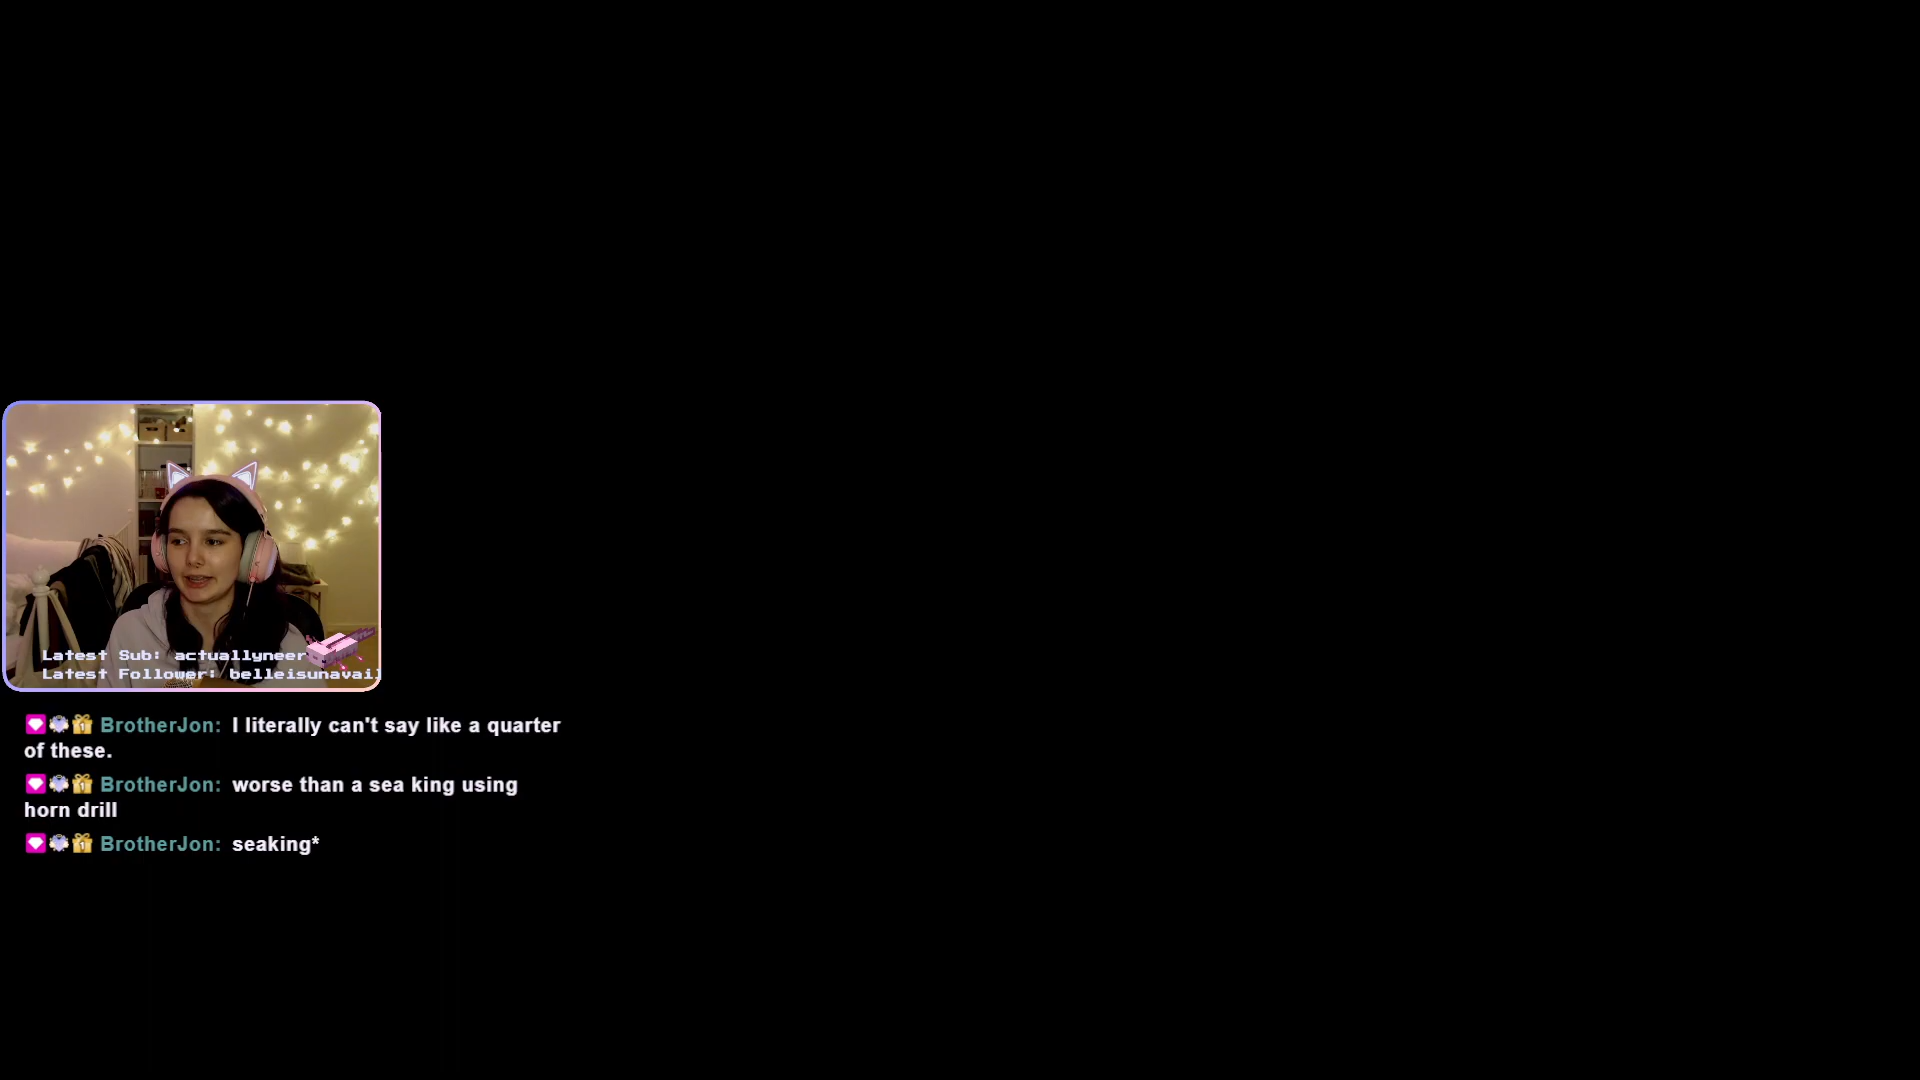 Latest Sub: actuallyneer
Latest Follower: belleisunavail
BrotherJon: I literally can't say like a quarter
of these.
BrotherJon: worse than a sea king using
horn drill
BrotherJon: seaking*